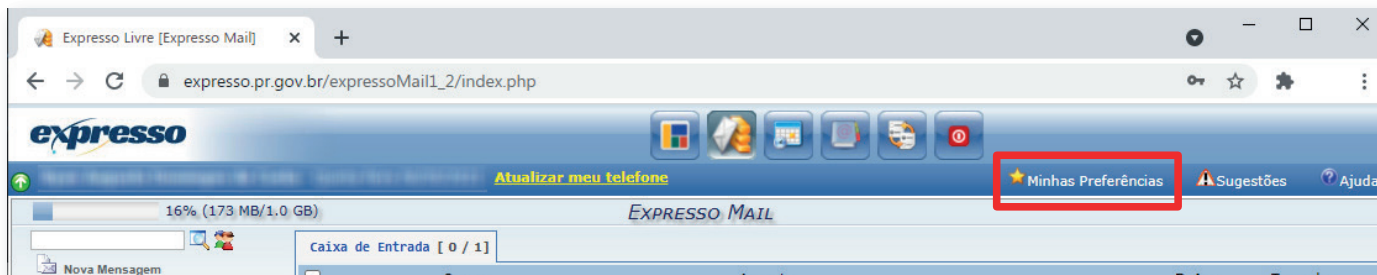 Expresso Livre [Expresso Mail]
expresso.pr.gov.br/expressoMail1_2/index.php
expresso
Atualizar meu telefone Minhas Preferências Sugestões Ajuda
16% (173 MB/1.0 GB) EXPRESSO MAIL
Caixa de Entrada [ 0 / 1]
Nova Mensagem